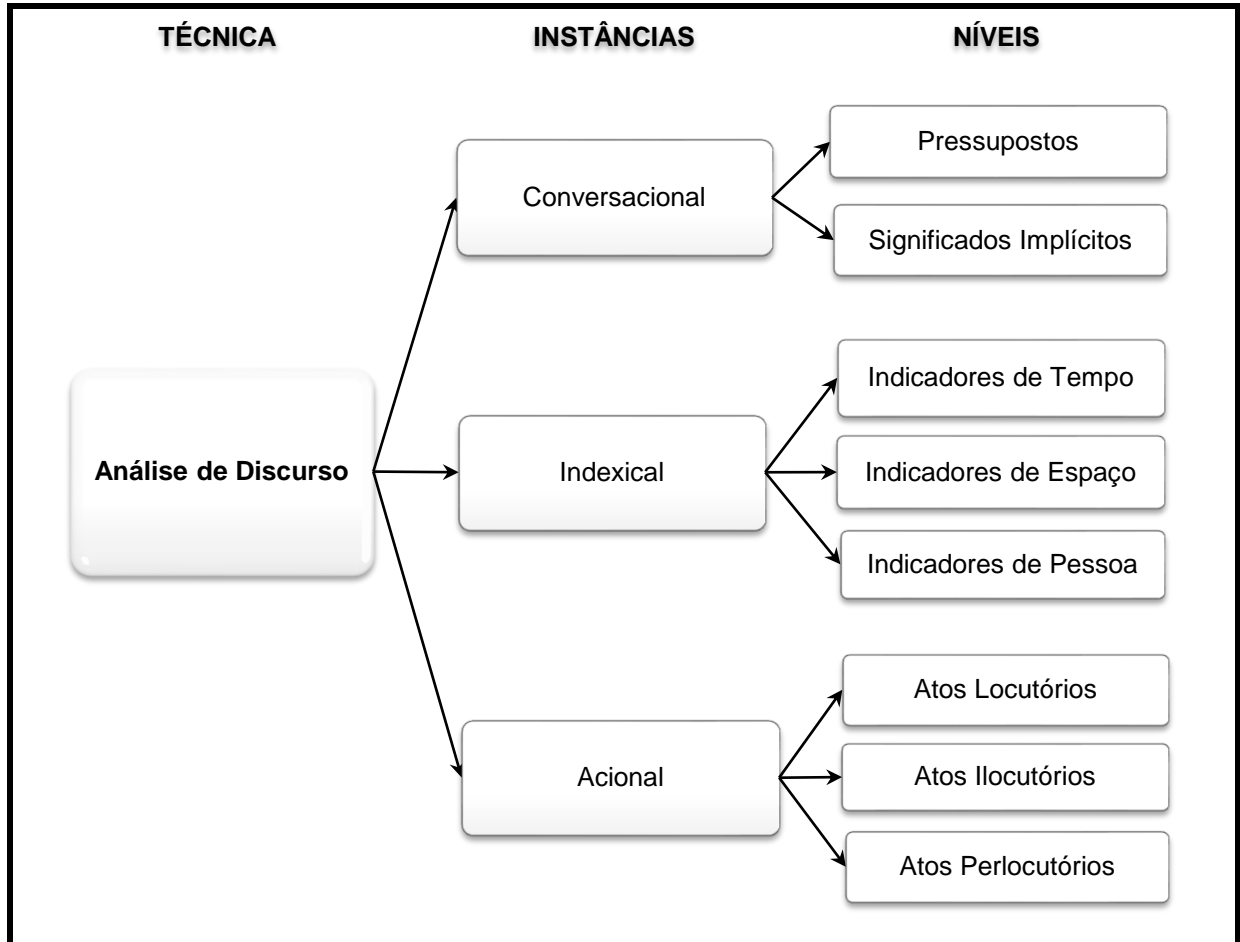 TÉCNICA
INSTÂNCIAS
NÍVEIS
Análise de Discurso
Conversacional
Pressupostos
Significados Implícitos
Indexical
Indicadores de Tempo
Indicadores de Espaço
Indicadores de Pessoa
Acional
Atos Locutórios
Atos Ilocutórios
Atos Perlocutórios